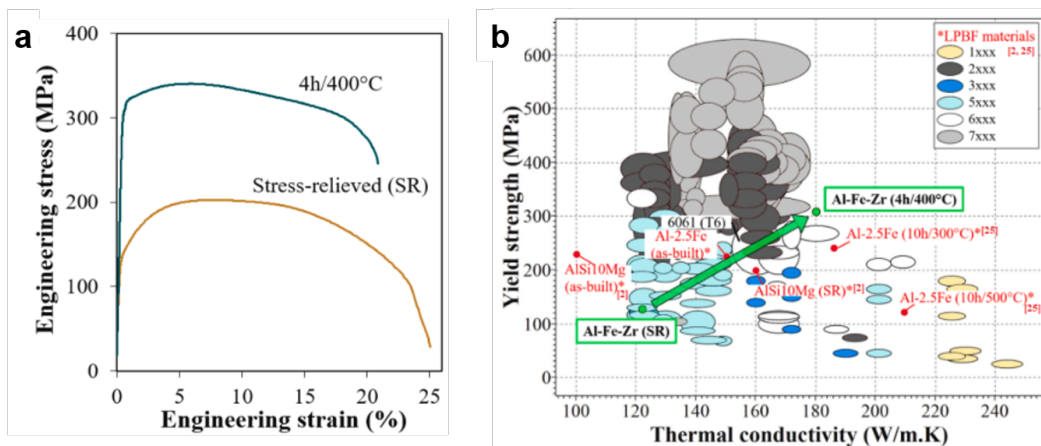 a
Engineering stress (MPa)
400
300
200
100
0
4h/400°C
Stress-relieved (SR)
0 5 10 15 20 25
Engineering strain (%)
b
Yield strength (MPa)
600
500
400
300
200
100
0
*LPBF materials
[2, 25]
1xxx
2xxx
3xxx
5xxx
6xxx
7xxx
Al-Fe-Zr (4h/400°C)
6061 (T6)
Al-2.5Fe
(as-built)*
Al-2.5Fe (10h/300°C)*[25]
AlSi10Mg
(as-built)*
[2]
AlSi10Mg (SR)*[2]
Al-2.5Fe (10h/500°C)*
[25]
Al-Fe-Zr (SR)
100 120 140 160 180 200 220 240
Thermal conductivity (W/m.K)